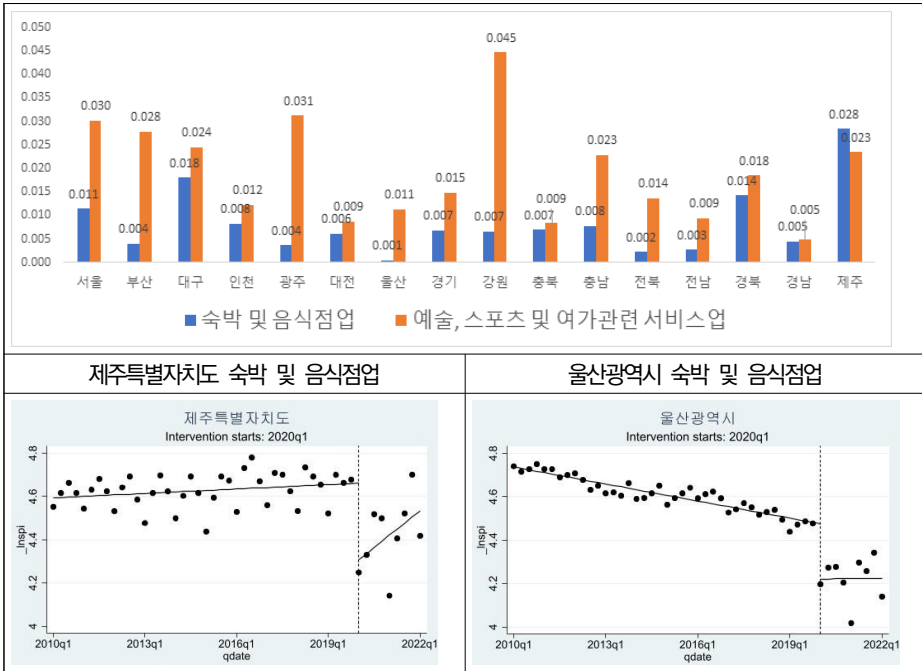 0.050
0.045
0.040
0.035
0.030
0.025
0.020
0.015
0.010
0.005
0.000
0.011 0.030
0.004 0.028
0.018 0.024
0.008 0.012
0.004 0.031
0.006 0.009
0.001 0.011
0.007 0.015
0.007 0.045
0.007 0.009
0.008 0.023
0.002 0.014
0.003 0.009
0.014 0.018
0.005 0.005
0.028 0.023
서울 부산 대구 인천 광주 대전 울산 경기 강원 충북 충남 전북 전남 경북 경남 제주
숙박 및 음식점업 예술, 스포츠 및 여가관련 서비스업
제주특별자치도 숙박 및 음식점업
제주특별자치도
Intervention starts: 2020q1
_lnspi
4.8
4.6
4.4
4.2
4
2010q1 2013q1 2016q1 2019q1 2022q1
qdate
울산광역시 숙박 및 음식점업
울산광역시
Intervention starts: 2020q1
_lnspi
4.8
4.6
4.4
4.2
4
2010q1 2013q1 2016q1 2019q1 2022q1
qdate